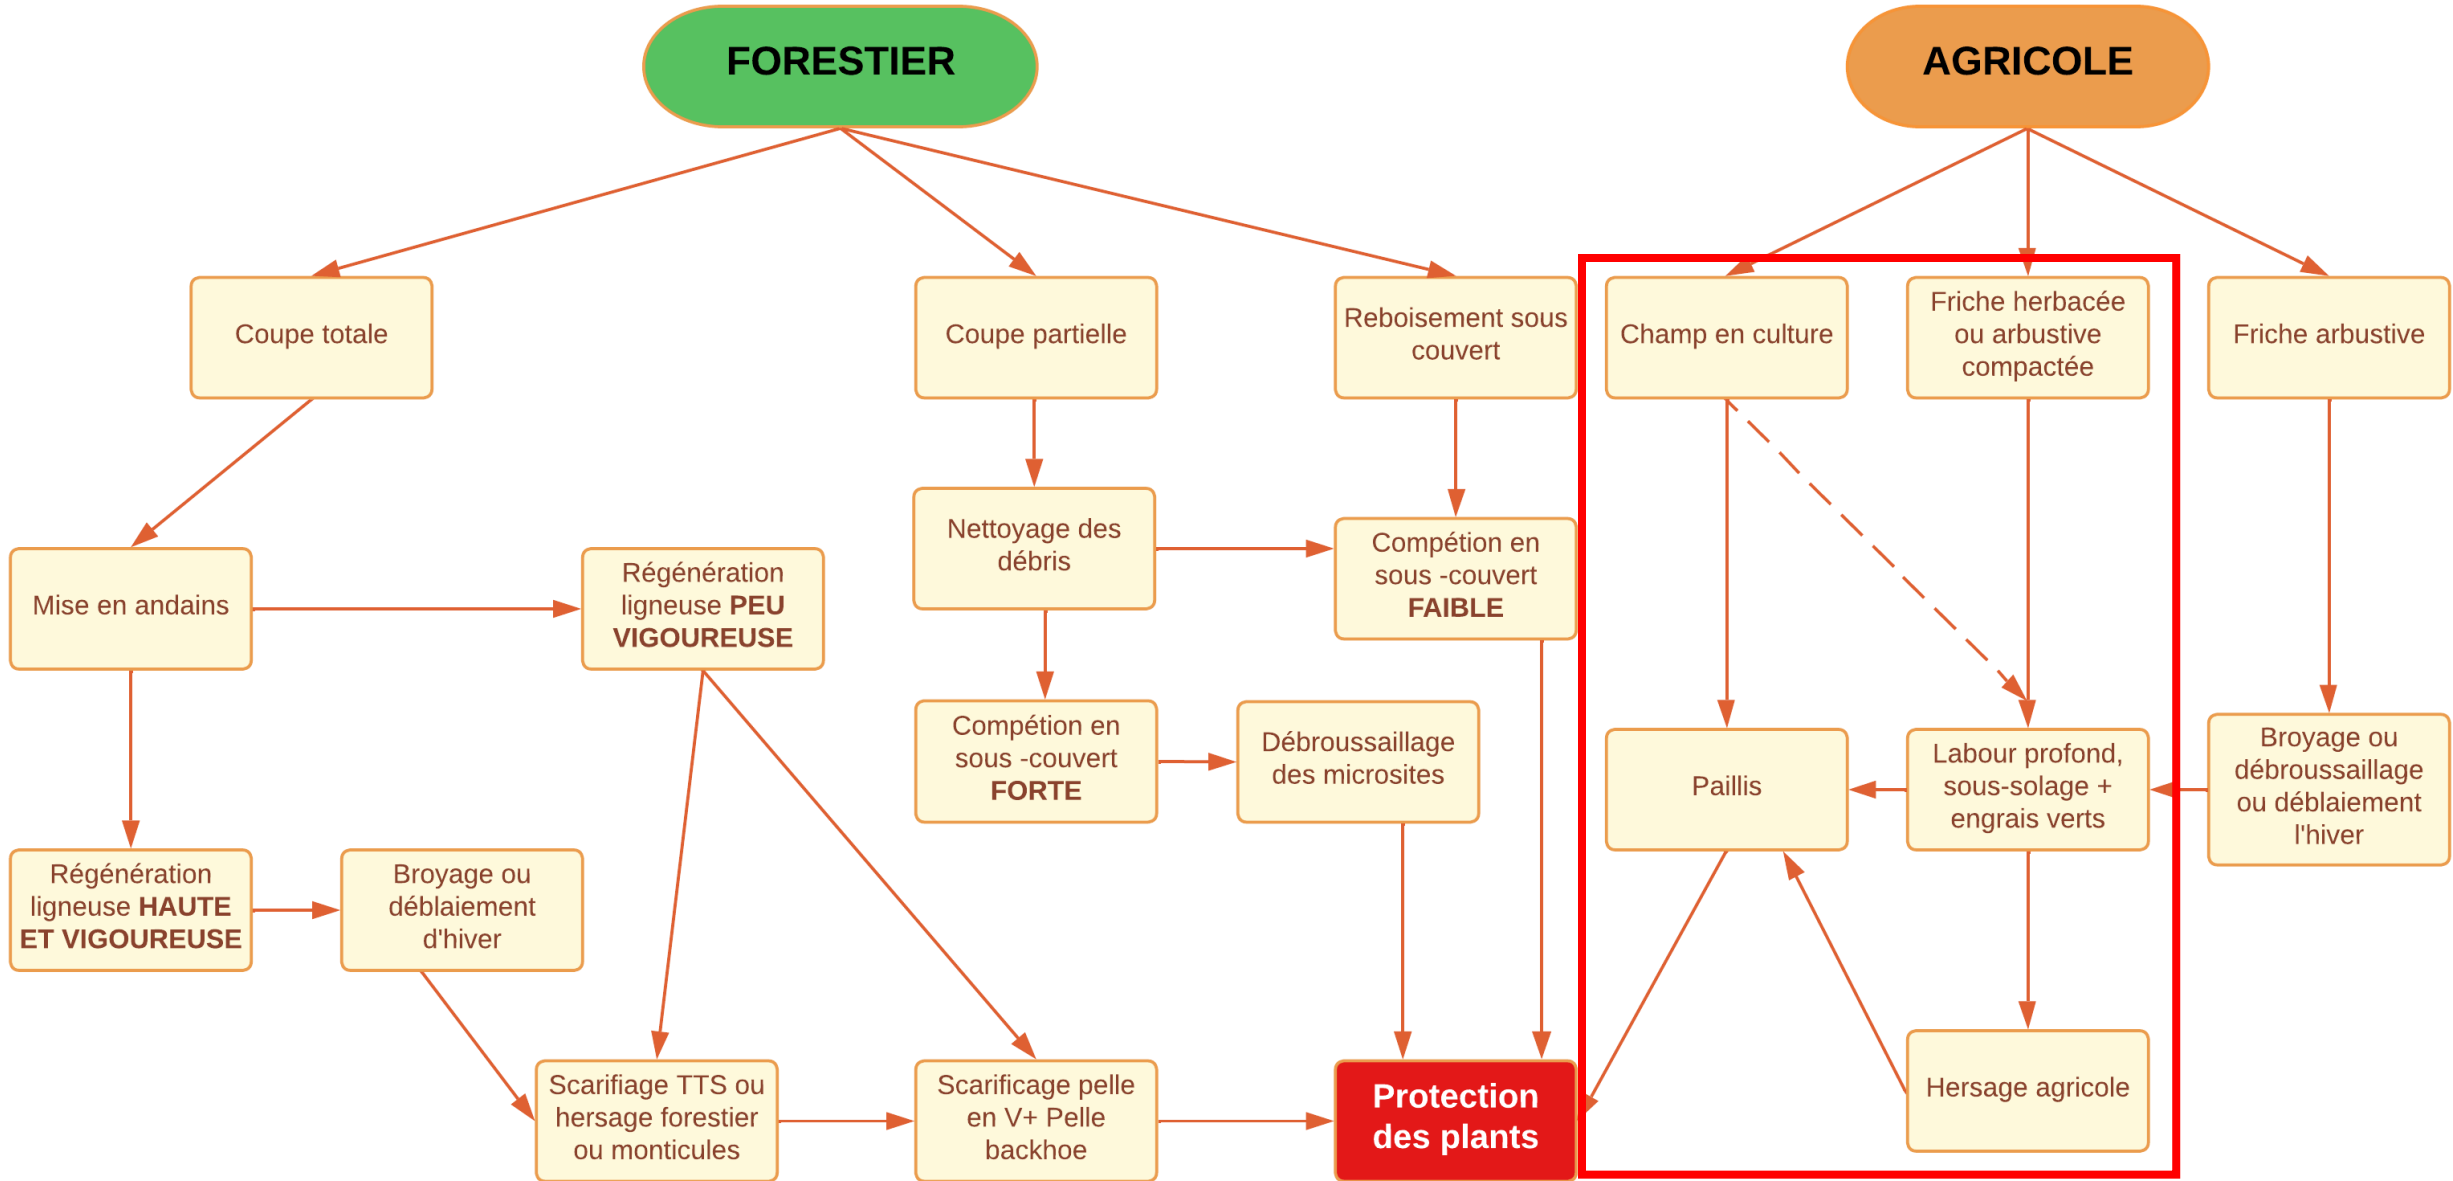 FORESTIER
AGRICOLE
Coupe totale
Coupe partielle
Reboisement sous
couvert
Champ en culture
Friche herbacée
ou arbustive
compactée
Friche arbustive
Mise en andains
Régénération
ligneuse PEU
VIGOUREUSE
Nettoyage des
débris
Compétion en
sous -couvert
FAIBLE
Compétion en
sous -couvert
FORTE
Débroussaillage
des microsites
Paillis
Labour profond,
sous-solage +
engrais verts
Broyage ou
débroussaillage
ou déblaiement
l'hiver
Régénération
ligneuse HAUTE
ET VIGOUREUSE
Broyage ou
déblaiement
d'hiver
Scarifiage TTS ou
hersage forestier
ou monticules
Scarificage pelle
en V+ Pelle
backhoe
Protection
des plants
Hersage agricole